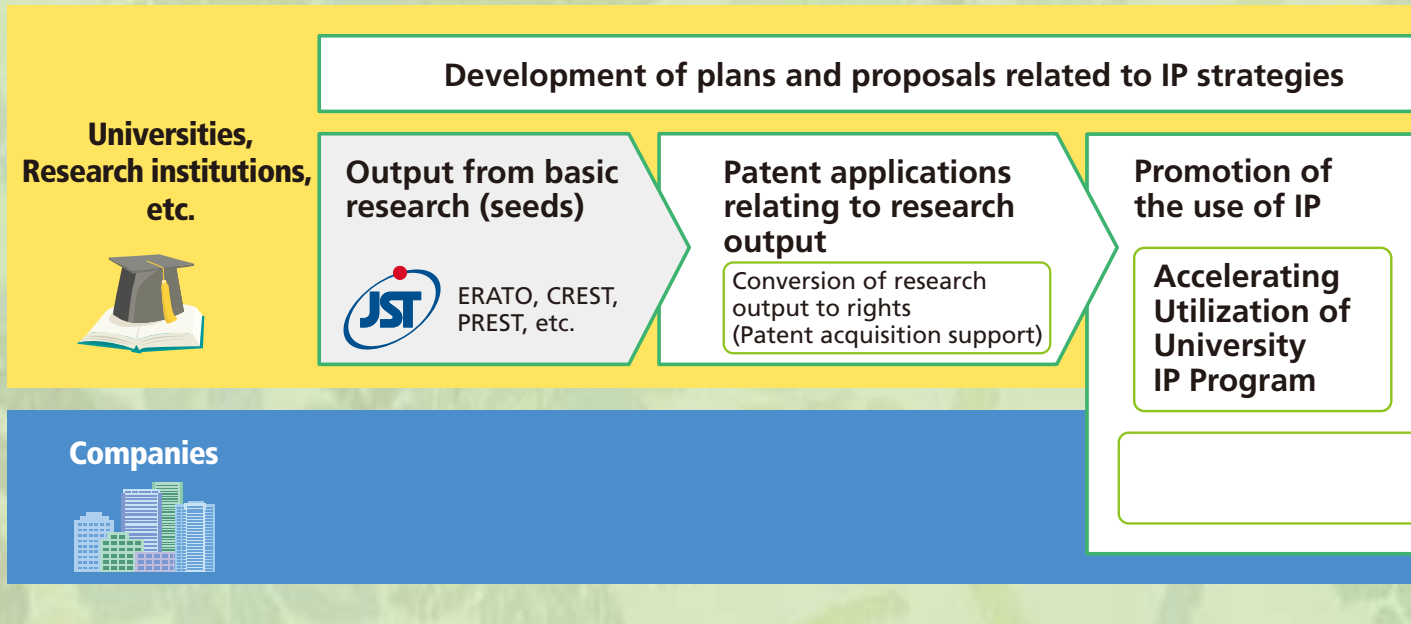 Development of plans and proposals related to IP strategies
Universities,
Research institutions,
etc.
Output from basic
research (seeds)
JST
ERATO, CREST,
PREST, etc.
Patent applications
relating to research
output
Conversion of research
output to rights
(Patent acquisition support)
Promotion of
the use of IP
Accelerating
Utilization of
University
IP Program
Companies